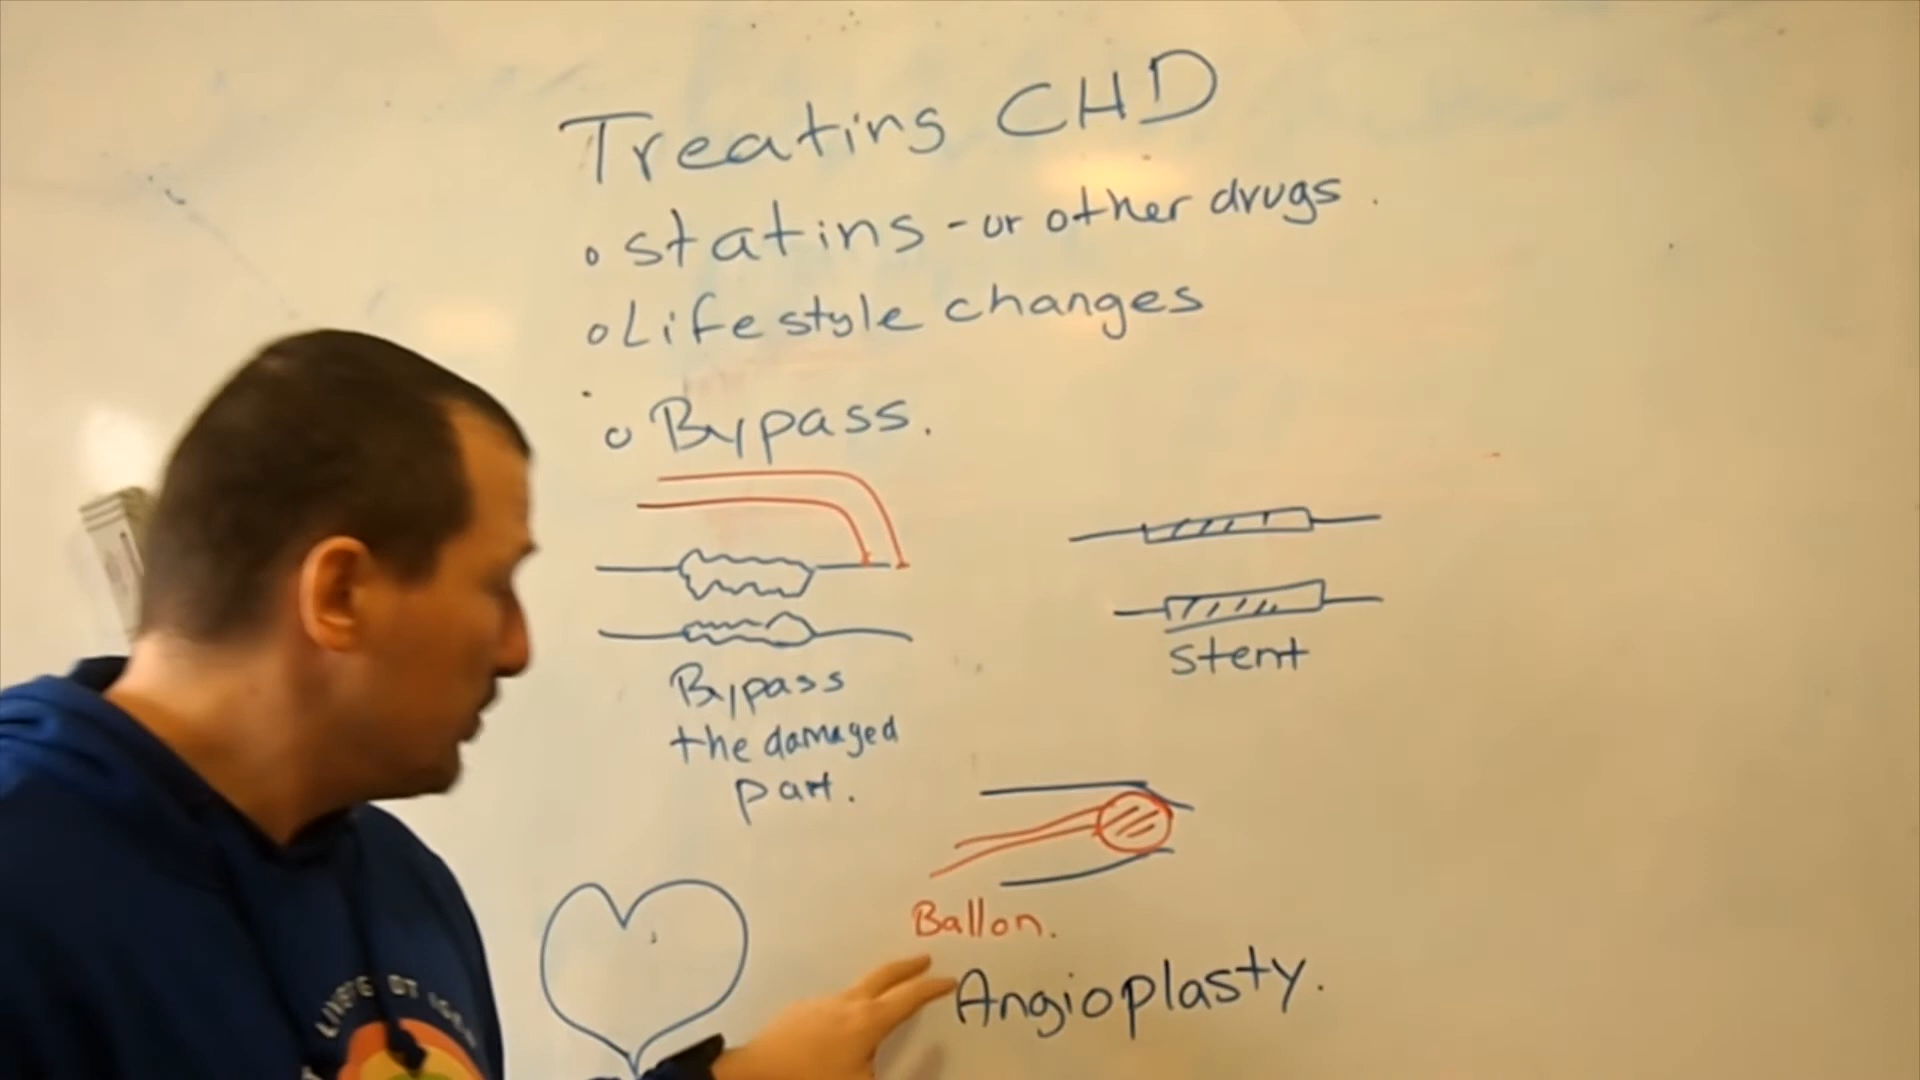 Treating CHD
statins - or other drugs.
Lifestyle changes
Bypass.
Bypass
the damaged
part.
stent
Ballon.
Angioplasty.